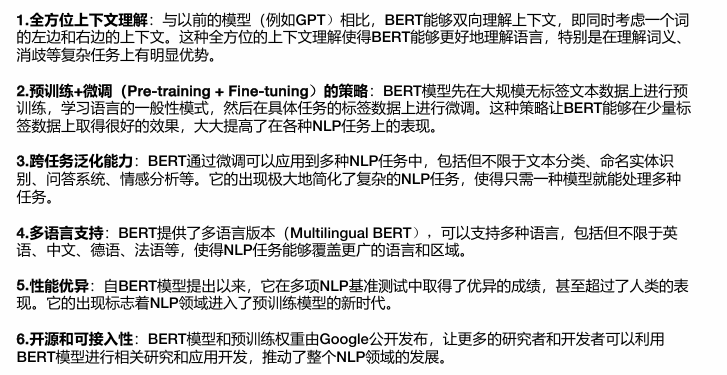 1.全方位上下文理解：与以前的模型（例如GPT）相比，BERT能够双向理解上下文，即同时考虑一个词
的左边和右边的上下文。这种全方位的上下文理解使得BERT能够更好地理解语言，特别是在理解词义、
消歧等复杂任务上有明显优势。
2.预训练+微调（Pre-training + Fine-tuning）的策略：BERT模型先在大规模无标签文本数据上进行预
训练，学习语言的一般性模式，然后在具体任务的标签数据上进行微调。这种策略让BERT能够在少量标
签数据上取得很好的效果，大大提高了在各种NLP任务上的表现。
3.跨任务泛化能力：BERT通过微调可以应用到多种NLP任务中，包括但不限于文本分类、命名实体识
别、问答系统、情感分析等。它的出现极大地简化了复杂的NLP任务，使得只需一种模型就能处理多种
任务。
4.多语言支持：BERT提供了多语言版本（Multilingual BERT），可以支持多种语言，包括但不限于英
语、中文、德语、法语等，使得NLP任务能够覆盖更广的语言和区域。
5.性能优异：自BERT模型提出以来，它在多项NLP基准测试中取得了优异的成绩，甚至超过了人类的表
现。它的出现标志着NLP领域进入了预训练模型的新时代。
6.开源和可接入性：BERT模型和预训练权重由Google公开发布，让更多的研究者和开发者可以利用
BERT模型进行相关研究和应用开发，推动了整个NLP领域的发展。